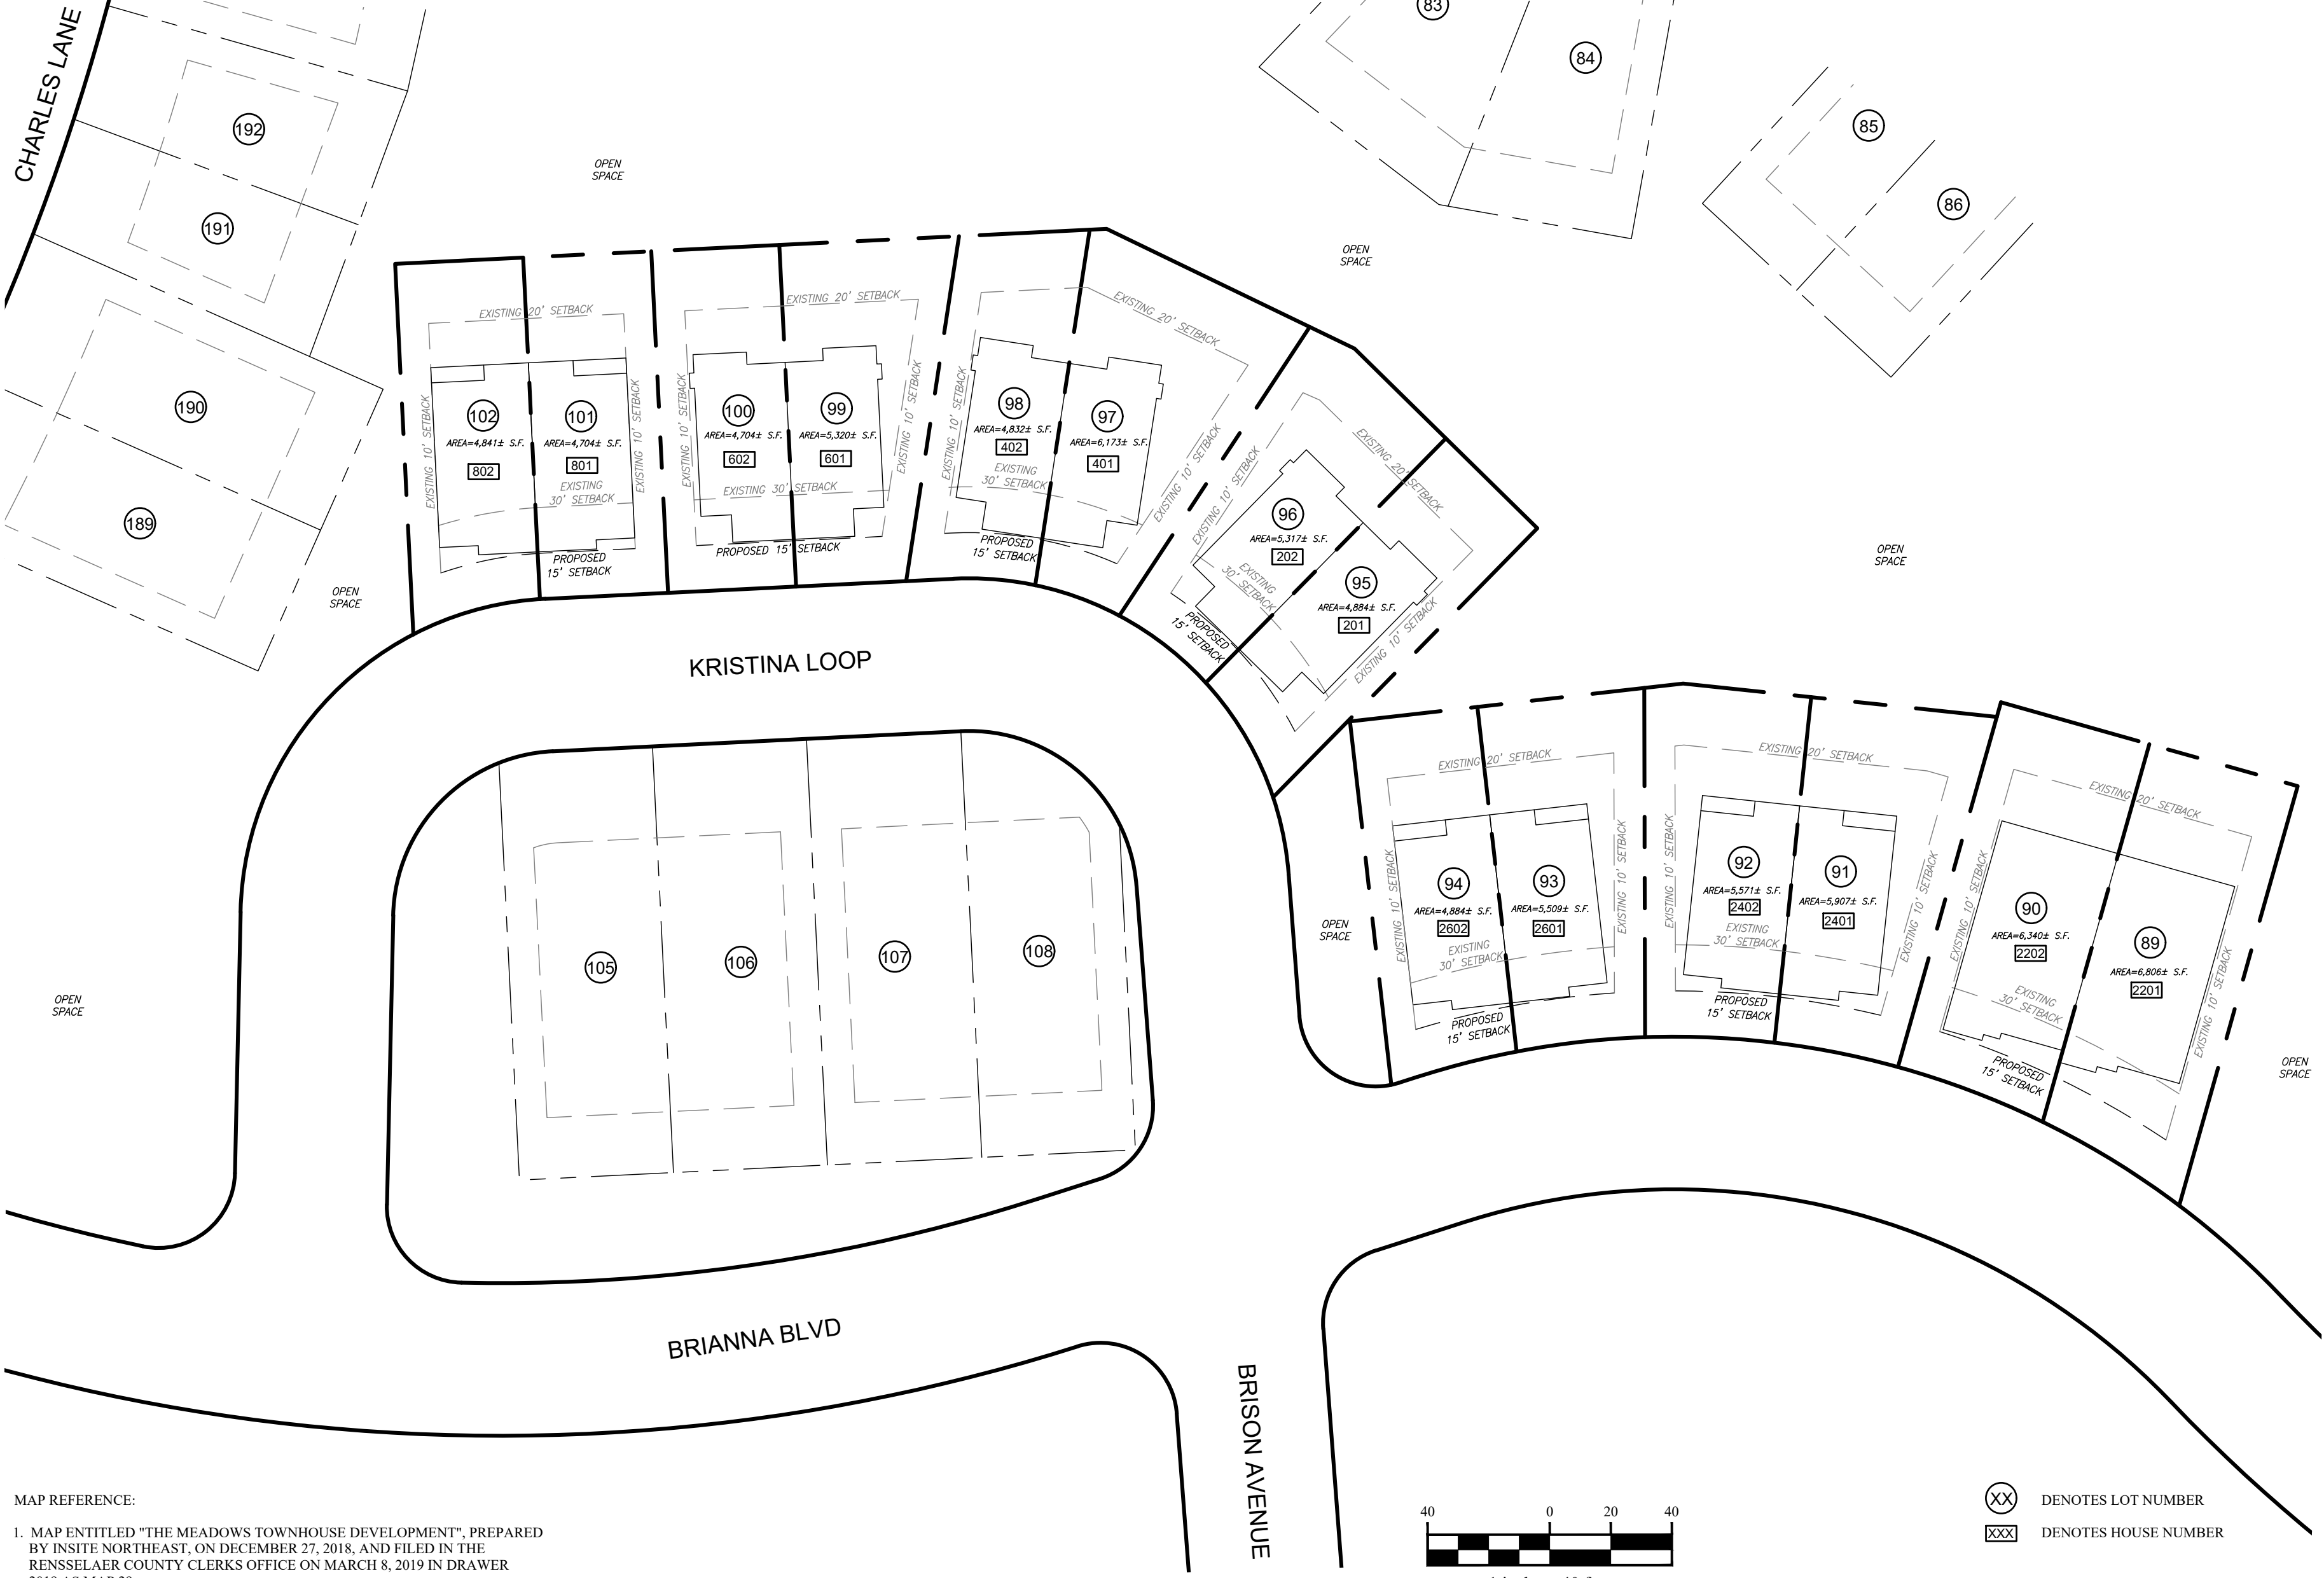 CHARLES LANE
83
84
85
86
192
191
190
189
OPEN
SPACE
OPEN
SPACE
OPEN
SPACE
OPEN
SPACE
EXISTING 20' SETBACK
EXISTING 10' SETBACK
102
AREA=4,841± S.F.
802
101
AREA=4,704± S.F.
801
EXISTING
30' SETBACK
EXISTING 10' SETBACK
PROPOSED
15' SETBACK
EXISTING 20' SETBACK
EXISTING 10' SETBACK
100
AREA=4,704± S.F.
602
99
AREA=5,320± S.F.
601
EXISTING 30' SETBACK
EXISTING 10' SETBACK
PROPOSED 15' SETBACK
EXISTING 20' SETBACK
EXISTING 10' SETBACK
98
AREA=4,832± S.F.
402
97
AREA=6,173± S.F.
401
EXISTING
30' SETBACK
EXISTING 10' SETBACK
PROPOSED
15' SETBACK
EXISTING 20' SETBACK
EXISTING 10' SETBACK
96
AREA=5,317± S.F.
202
95
AREA=4,884± S.F.
201
EXISTING
30' SETBACK
EXISTING 10' SETBACK
PROPOSED
15' SETBACK
KRISTINA LOOP
105
106
107
108
OPEN
SPACE
OPEN
SPACE
EXISTING 20' SETBACK
EXISTING 10' SETBACK
94
AREA=4,884± S.F.
2602
93
AREA=5,509± S.F.
2601
EXISTING
30' SETBACK
EXISTING 10' SETBACK
PROPOSED
15' SETBACK
EXISTING 20' SETBACK
EXISTING 10' SETBACK
92
AREA=5,571± S.F.
2402
91
AREA=5,907± S.F.
2401
EXISTING
30' SETBACK
EXISTING 10' SETBACK
PROPOSED
15' SETBACK
EXISTING 20' SETBACK
EXISTING 10' SETBACK
90
AREA=6,340± S.F.
2202
89
AREA=6,806± S.F.
2201
EXISTING
30' SETBACK
EXISTING 10' SETBACK
PROPOSED
15' SETBACK
OPEN
SPACE
BRIANNA BLVD
BRISON AVENUE
MAP REFERENCE:
1. MAP ENTITLED "THE MEADOWS TOWNHOUSE DEVELOPMENT", PREPARED
BY INSITE NORTHEAST, ON DECEMBER 27, 2018, AND FILED IN THE
RENSSELAER COUNTY CLERKS OFFICE ON MARCH 8, 2019 IN DRAWER
40 0 20 40
XX DENOTES LOT NUMBER
XXX DENOTES HOUSE NUMBER